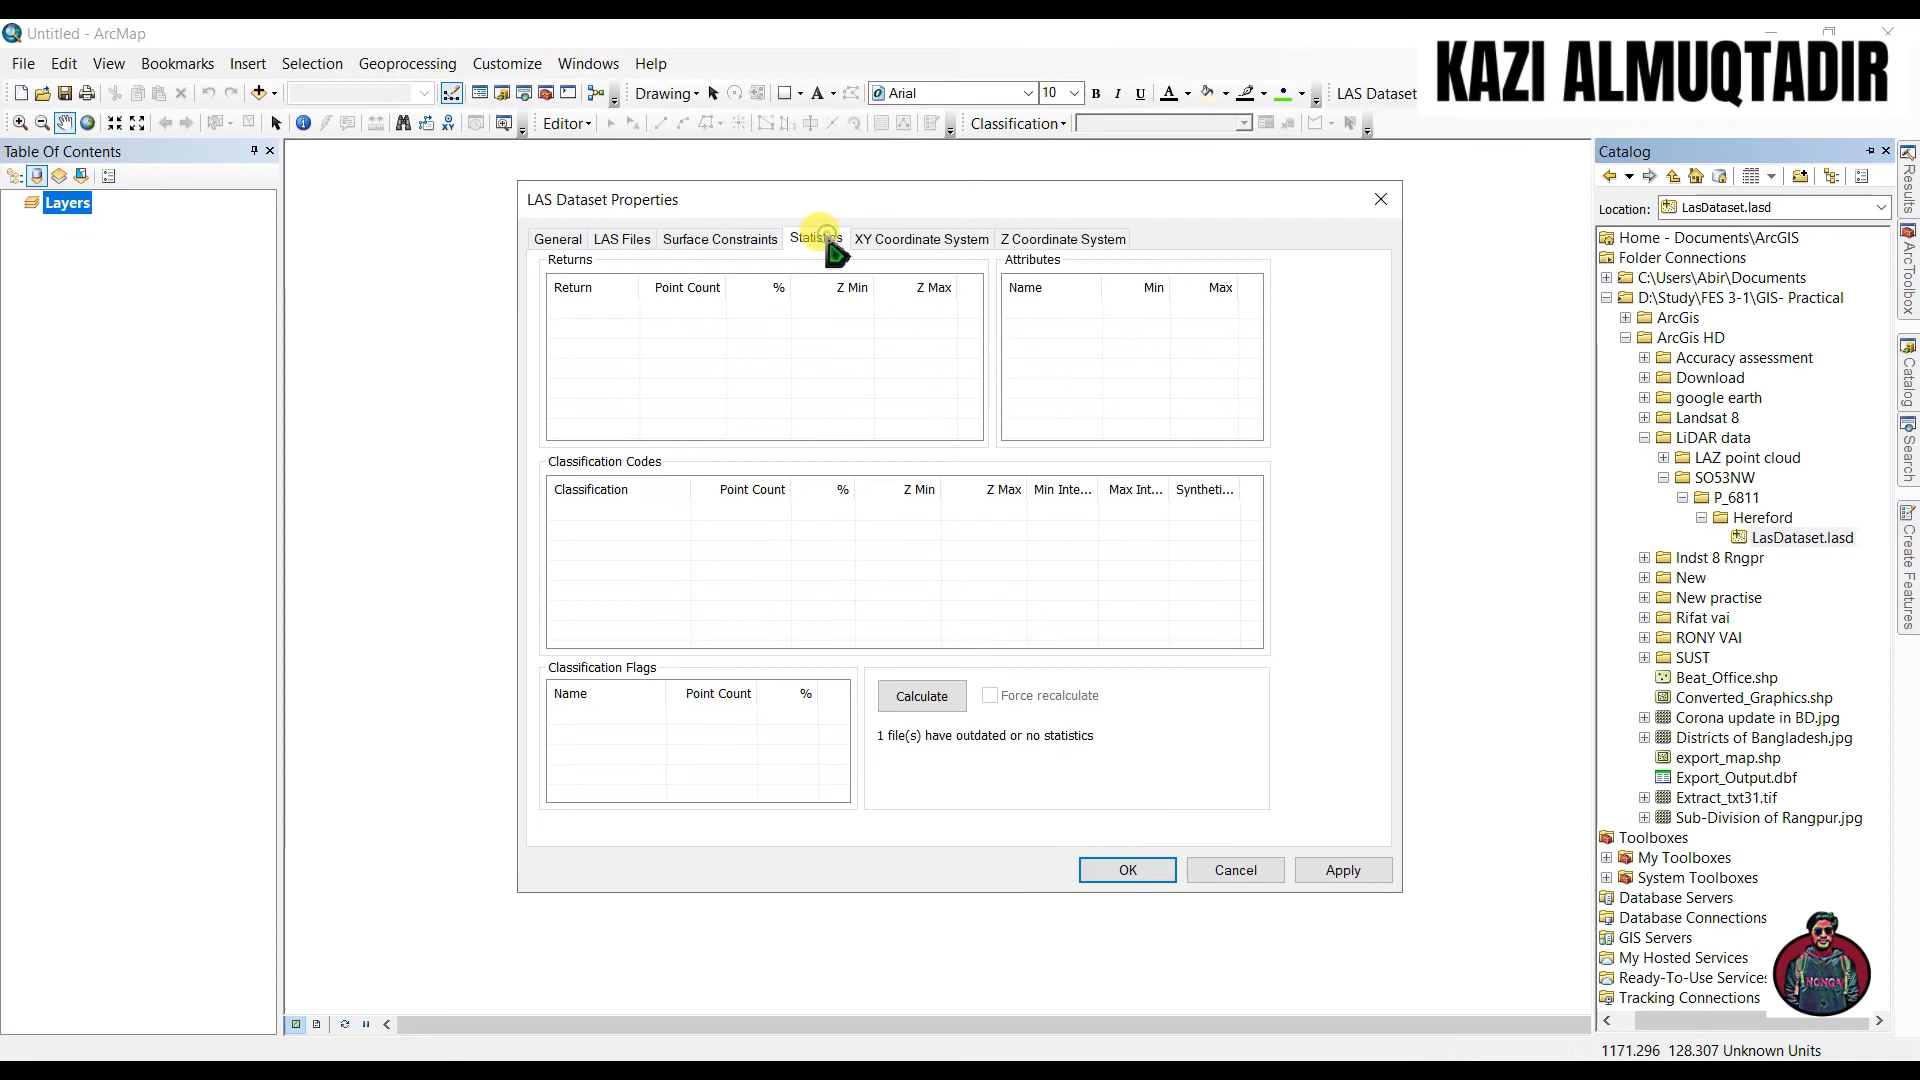 Untitled - ArcMap
KAZI ALMUQTADIR
File Edit View Bookmarks Insert Selection Geoprocessing Customize Windows Help
Drawing A Arial 10 B I U A LAS Dataset
Editor Classification
Table Of Contents
Layers
LAS Dataset Properties
General LAS Files Surface Constraints Statistics XY Coordinate System Z Coordinate System
Returns
Return Point Count % Z Min Z Max
Attributes
Name Min Max
Classification Codes
Classification Point Count % Z Min Z Max Min Inte... Max Int... Syntheti...
Classification Flags
Name Point Count %
Calculate Force recalculate
1 file(s) have outdated or no statistics
OK Cancel Apply
Catalog
Location: LasDataset.lasd
Home - Documents\ArcGIS
Folder Connections
C:\Users\Abir\Documents
D:\Study\FES 3-1\GIS- Practical
ArcGis
ArcGis HD
Accuracy assessment
Download
google earth
Landsat 8
LiDAR data
LAZ point cloud
SO53NW
P_6811
Hereford
LasDataset.lasd
Indst 8 Rngpr
New
New practise
Rifat vai
RONY VAI
SUST
Beat_Office.shp
Converted_Graphics.shp
Corona update in BD.jpg
Districts of Bangladesh.jpg
export_map.shp
Export_Output.dbf
Extract_txt31.tif
Sub-Division of Rangpur.jpg
Toolboxes
My Toolboxes
System Toolboxes
Database Servers
Database Connections
GIS Servers
My Hosted Services
Ready-To-Use Services
Tracking Connections
Results
ArcToolbox
Catalog
Search
Create Features
NONGAN
1171.296 128.307 Unknown Units